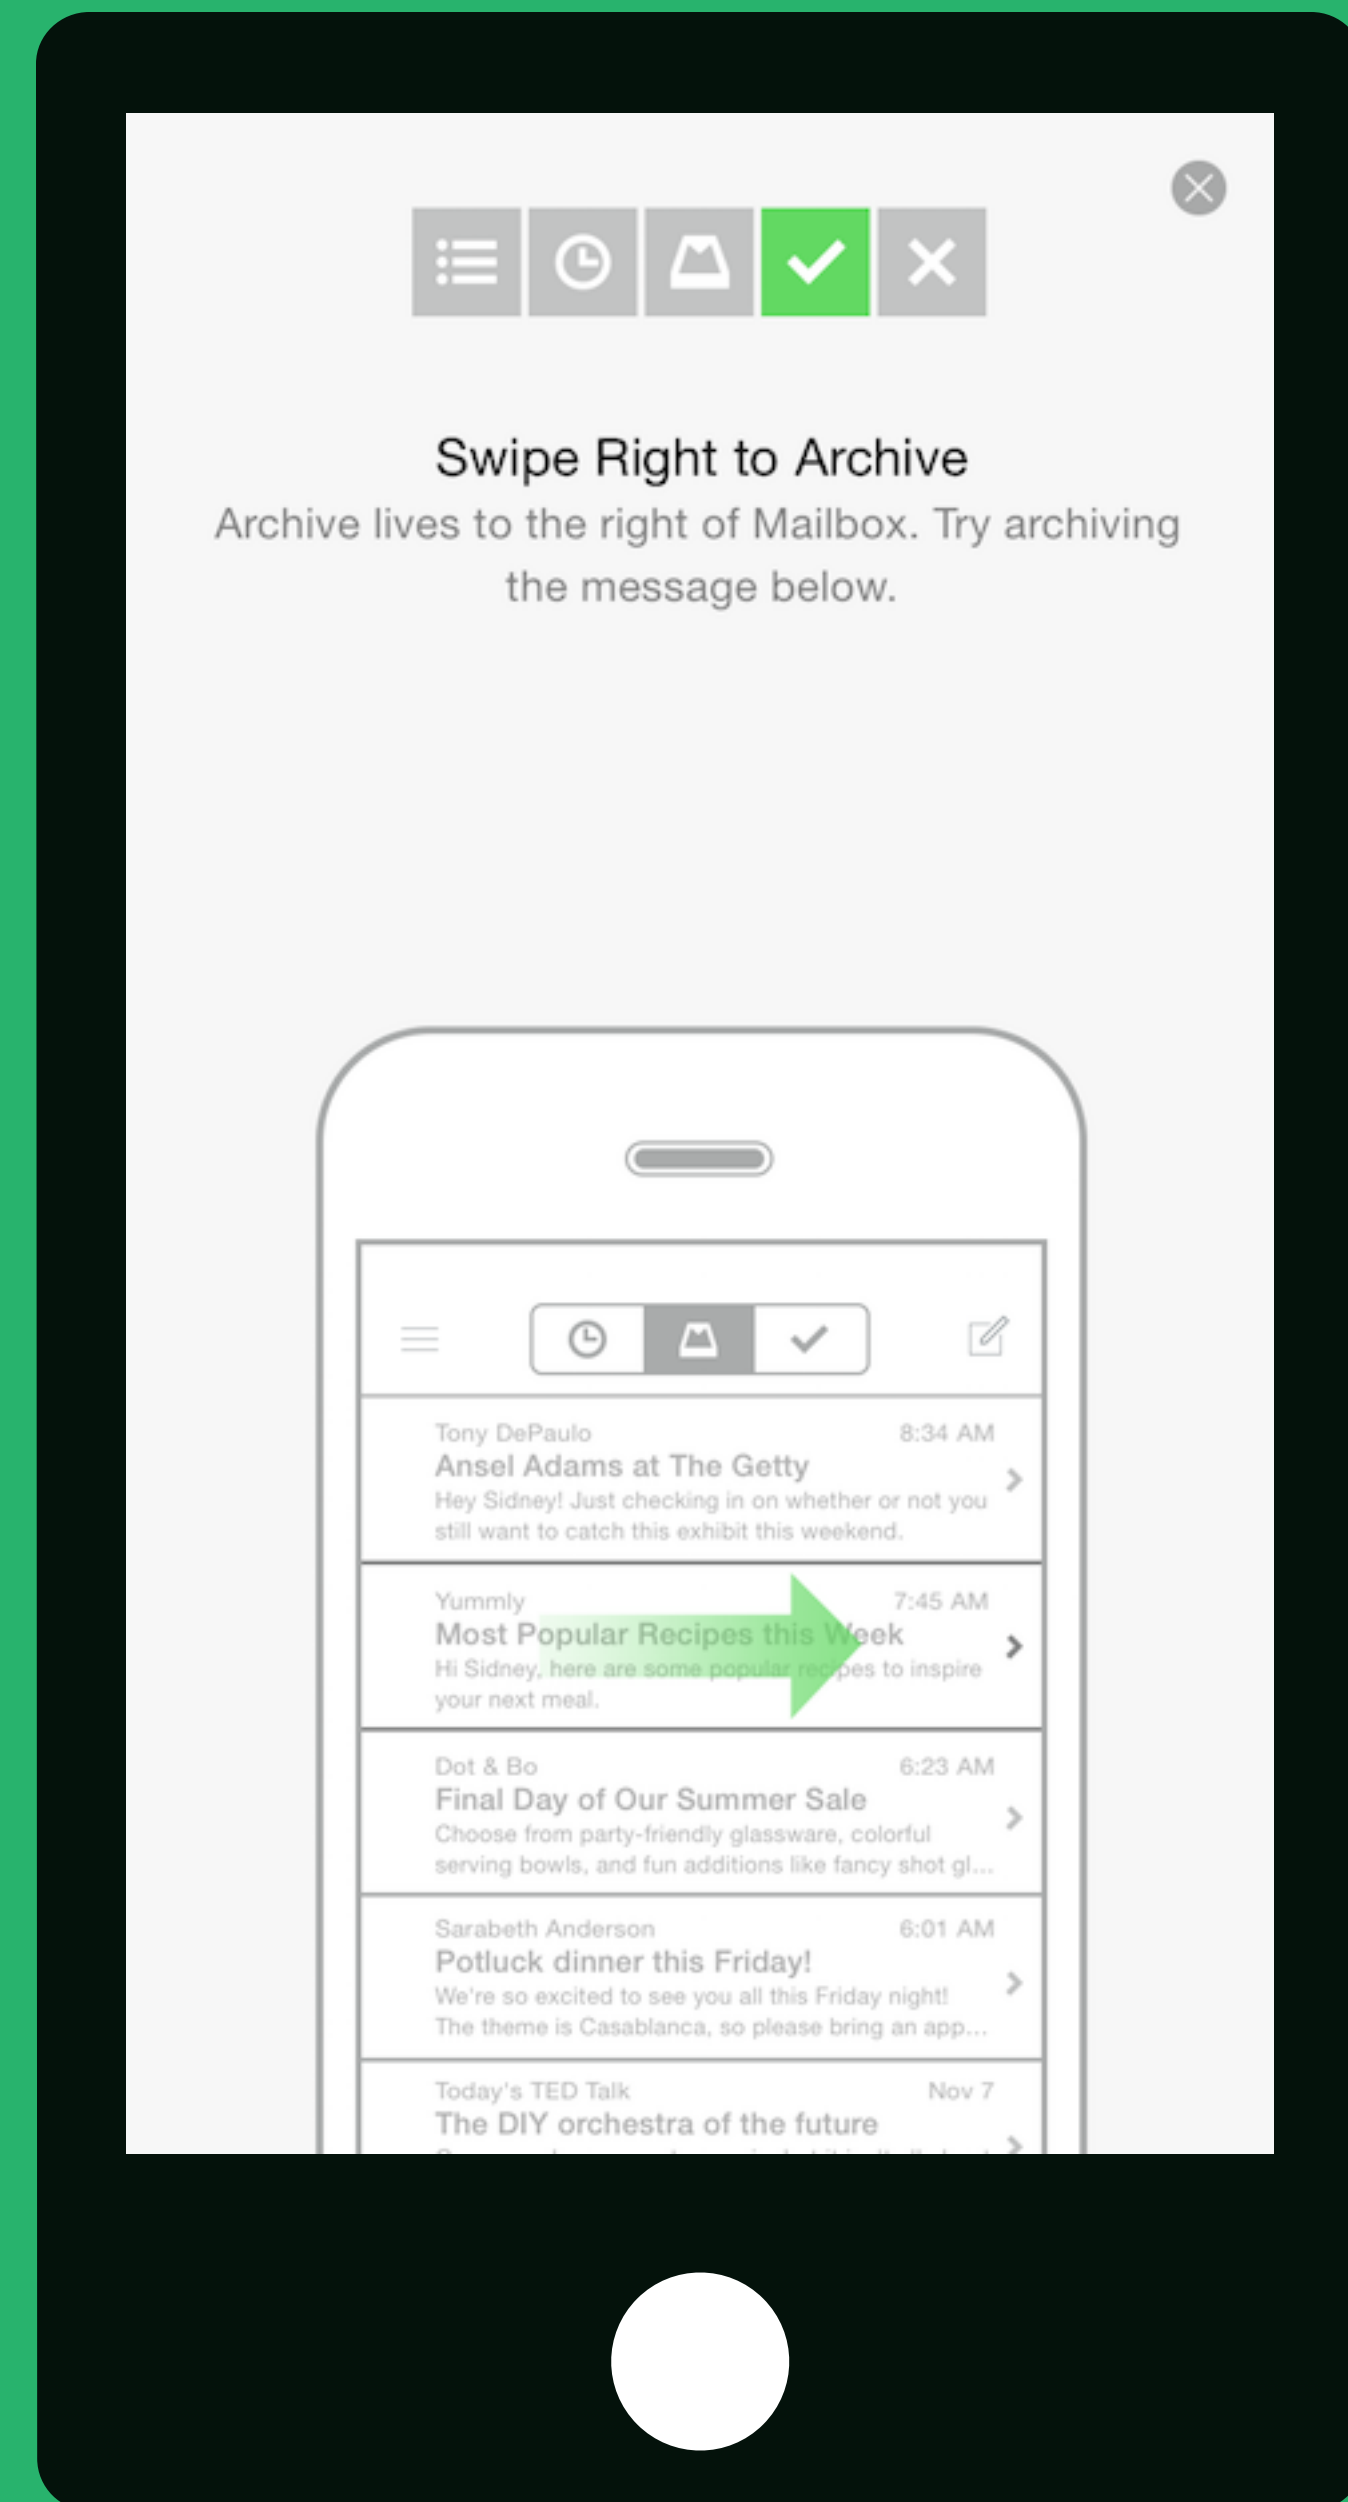 Swipe Right to Archive
Archive lives to the right of Mailbox. Try archiving
the message below.
Tony DePaulo 8:34 AM
Ansel Adams at The Getty
Hey Sidney! Just checking in on whether or not you
still want to catch this exhibit this weekend.
Yummly 7:45 AM
Most Popular Recipes this Week
Hi Sidney, here are some popular recipes to inspire
your next meal.
Dot & Bo 6:23 AM
Final Day of Our Summer Sale
Choose from party-friendly glassware, colorful
serving bowls, and fun additions like fancy shot gl...
Sarabeth Anderson 6:01 AM
Potluck dinner this Friday!
We're so excited to see you all this Friday night!
The theme is Casablanca, so please bring an app...
Today's TED Talk Nov 7
The DIY orchestra of the future